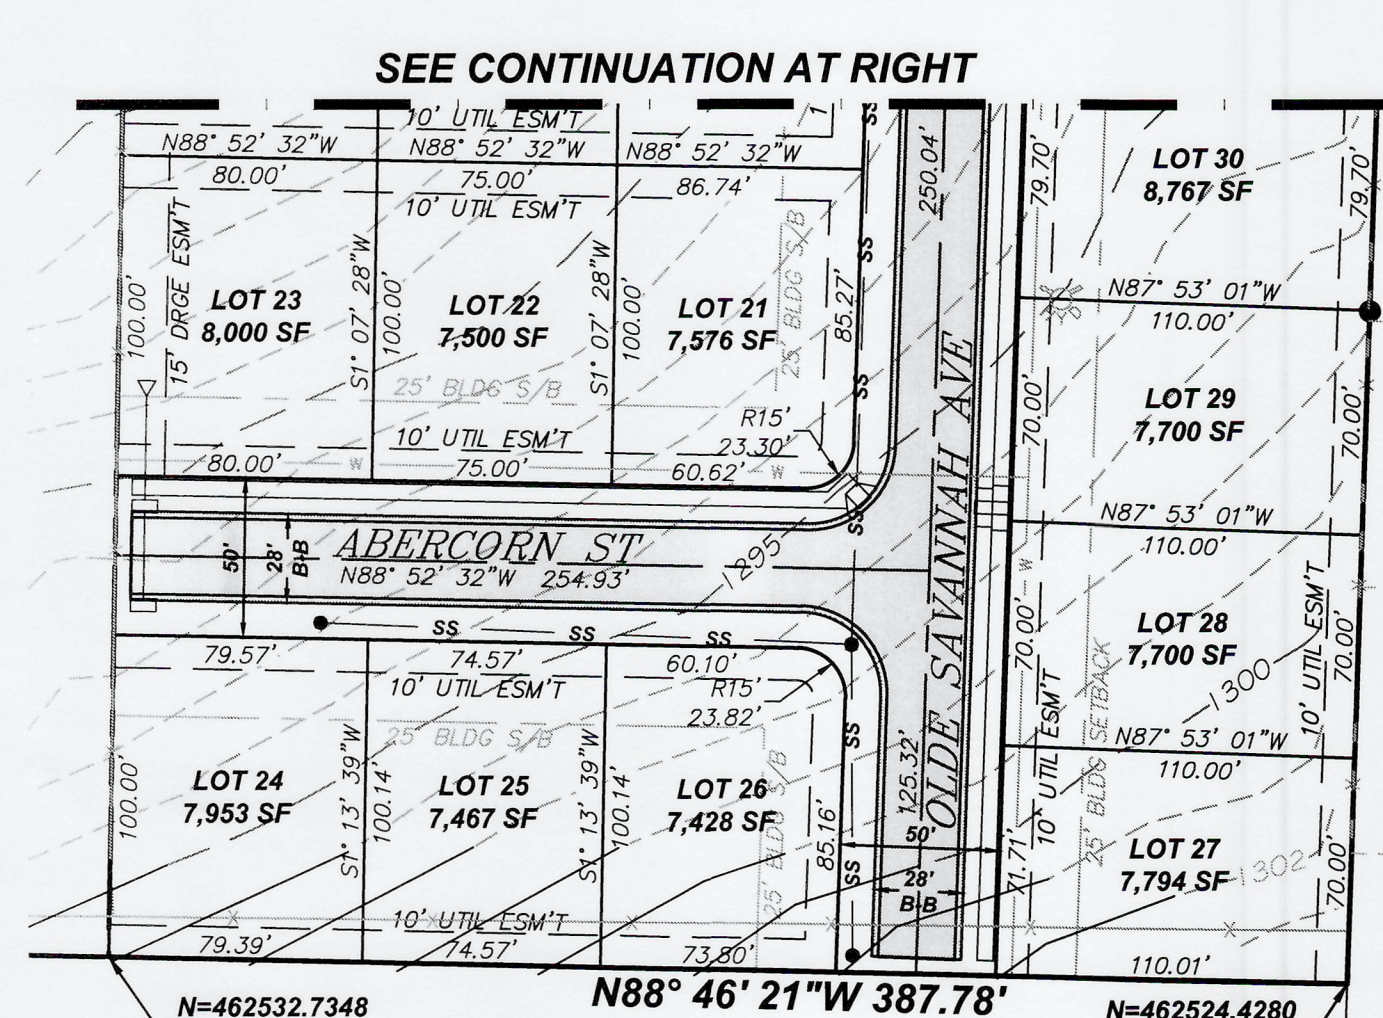 SEE CONTINUATION AT RIGHT
10' UTIL ESM'T
N88° 52' 32"W
N88° 52' 32"W
N88° 52' 32"W
80.00'
75.00'
86.74'
10' UTIL ESM'T
15' DRGE ESM'T
100.00'
LOT 23
8,000 SF
S1° 07' 28"W
100.00'
LOT 22
7,500 SF
S1° 07' 28"W
100.00'
LOT 21
7,576 SF
25' BLDG S/B
85.27'
SS
SS
SS
250.04'
79.70'
LOT 30
8,767 SF
79.70'
N87° 53' 01"W
110.00'
25' BLDG S/B
10' UTIL ESM'T
80.00'
W
75.00'
60.62'
W
R15'
23.30'
70.00'
LOT 29
7,700 SF
70.00'
N87° 53' 01"W
110.00'
50'
28'
B-B
ABERCORN ST
N88° 52' 32"W 254.93'
1295
SS
OLDE SAVANNAH AVE
W
SS
SS
SS
79.57'
74.57'
60.10'
10' UTIL ESM'T
R15'
23.82'
70.00'
LOT 28
7,700 SF
1300
10' UTIL ESM'T
70.00'
10' UTIL ESM'T
25' BLDG SETBACK
N87° 53' 01"W
110.00'
25' BLDG S/B
100.00'
LOT 24
7,953 SF
S1° 13' 39"W
100.14'
LOT 25
7,467 SF
S1° 13' 39"W
100.14'
LOT 26
7,428 SF
25' BLDG S/B
85.16'
SS
SS
125.32'
50'
28'
B-B
71.71'
LOT 27
7,794 SF
1302
70.00'
10' UTIL ESM'T
79.39'
74.57'
73.80'
110.01'
N88° 46' 21"W 387.78'
N=462532.7348
N=462524.4280